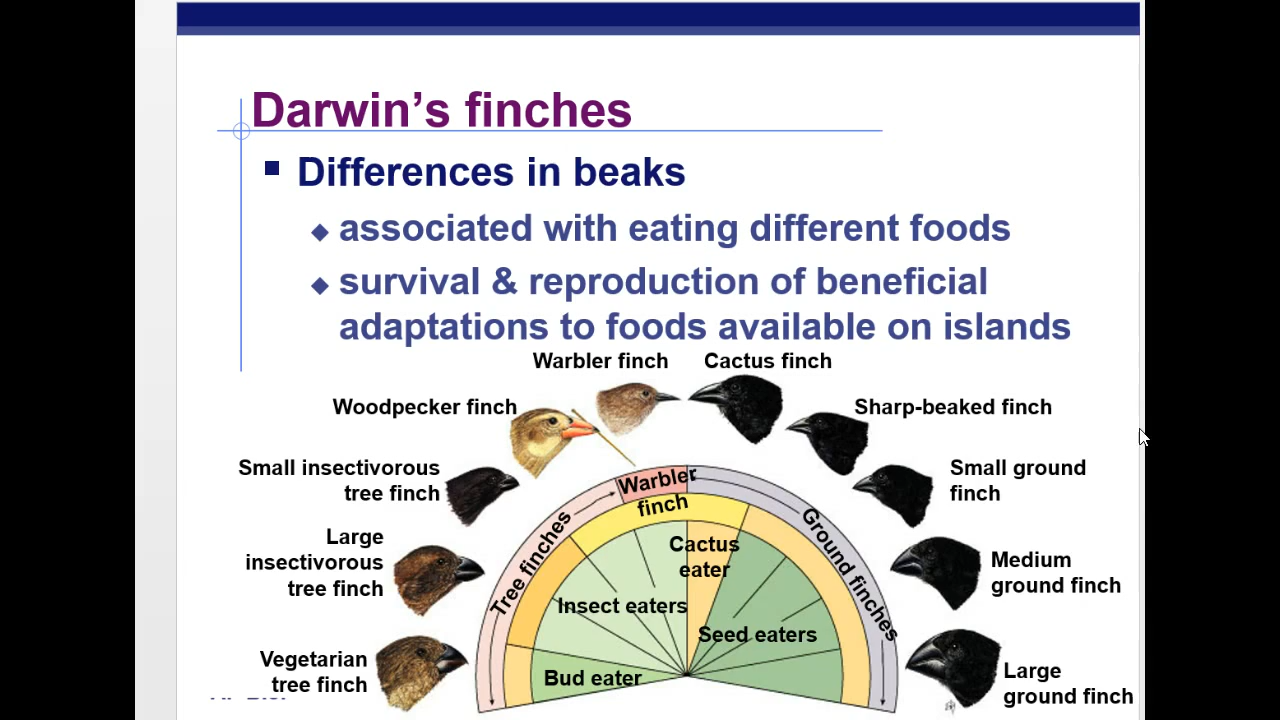 Darwin’s finches
Differences in beaks
associated with eating different foods
survival & reproduction of beneficial
adaptations to foods available on islands
Warbler finch
Cactus finch
Woodpecker finch
Sharp-beaked finch
Small insectivorous
tree finch
Small ground
finch
Large
insectivorous
tree finch
Medium
ground finch
Vegetarian
tree finch
Large
ground finch
Warbler
finch
Tree finches
Ground finches
Cactus
eater
Insect eaters
Seed eaters
Bud eater